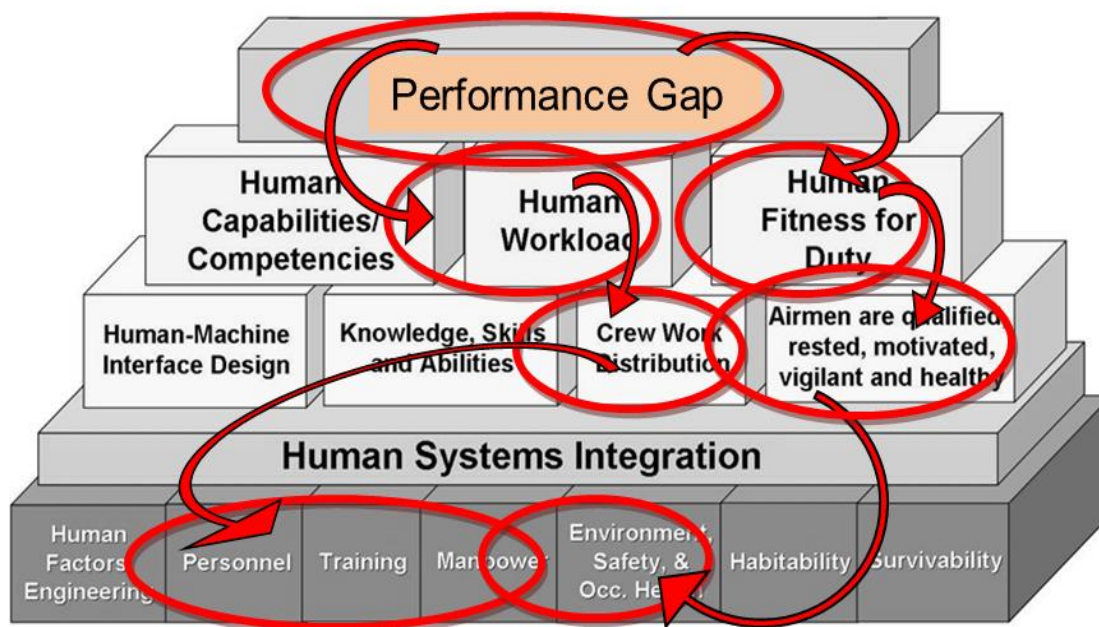 Performance Gap
Human
Capabilities/
Competencies
Human
Workload
Human
Fitness for
Duty
Human-Machine
Interface Design
Knowledge, Skills
and Abilities
Crew Work
Distribution
Airmen are qualified,
rested, motivated,
vigilant and healthy
Human Systems Integration
Human
Factors
Engineering
Personnel
Training
Manpower
Environment,
Safety, &
Occ. Health
Habitability
Survivability